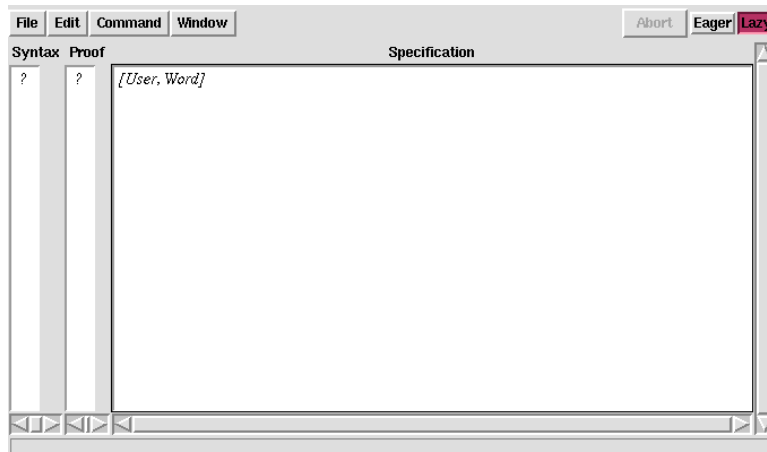 File Edit Command Window Abort Eager Lazy
Syntax Proof Specification
? ? [User, Word]